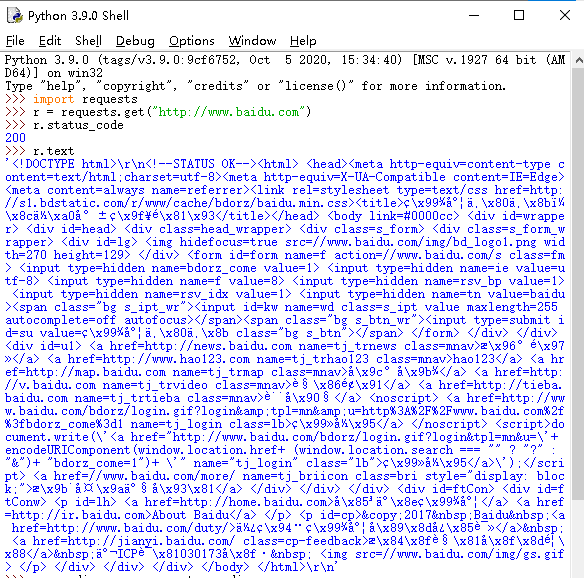 Python 3.9.0 Shell
File Edit Shell Debug Options Window Help
Python 3.9.0 (tags/v3.9.0:9cf6752, Oct  5 2020, 15:34:40) [MSC v.1927 64 bit (AM
D64)] on win32
Type "help", "copyright", "credits" or "license()" for more information.
>>> import requests
>>> r = requests.get("http://www.baidu.com")
>>> r.status_code
200
>>> r.text
'<!DOCTYPE html>\r\n<!--STATUS OK--><html> <head><meta http-equiv=content-type c
ontent=text/html;charset=utf-8><meta http-equiv=X-UA-Compatible content=IE=Edge>
<meta content=always name=referrer><link rel=stylesheet type=text/css href=http:
//s1.bdstatic.com/r/www/cache/bdorz/baidu.min.css><title>ç\x99¾åº¦ä¸\x80ä¸\x8bï¼
\x8cä½\xa0å°±ç\x9f¥é\x81\x93</title></head> <body link=#0000cc> <div id=wrappe
r> <div id=head> <div class=head_wrapper> <div class=s_form> <div class=s_form_w
rapper> <div id=lg> <img hidefocus=true src=//www.baidu.com/img/bd_logo1.png wid
th=270 height=129> </div> <form id=form name=f action=//www.baidu.com/s class=fm
> <input type=hidden name=bdorz_come value=1> <input type=hidden name=ie value=u
tf-8> <input type=hidden name=f value=8> <input type=hidden name=rsv_bp value=1>
<input type=hidden name=rsv_idx value=1> <input type=hidden name=tn value=baidu>
<span class="bg s_ipt_wr"><input id=kw name=wd class=s_ipt value maxlength=255
autocomplete=off autofocus></span><span class="bg s_btn_wr"><input type=submit i
d=su value=ç\x99¾åº¦ä¸\x80ä¸\x8b class="bg s_btn"></span> </form> </div> </div>
<div id=u1> <a href=http://news.baidu.com name=tj_trnews class=mnav>æ\x96°é\x97
»</a> <a href=http://www.hao123.com name=tj_trhao123 class=mnav>hao123</a> <a hr
ef=http://map.baidu.com name=tj_trmap class=mnav>å\x9c°å\x9b¾</a> <a href=http:/
/v.baidu.com name=tj_trvideo class=mnav>è§\x86é¢\x91</a> <a href=http://tieba.
baidu.com name=tj_trtieba class=mnav>è´´å\x90§</a> <noscript> <a href=http://ww
w.baidu.com/bdorz/login.gif?login&amp;tpl=mn&amp;u=http%3A%2F%2Fwww.baidu.com%2f
%3fbdorz_come%3d1 name=tj_login class=lb>ç\x99»å½\x95</a> </noscript> <script>do
cument.write(\'<a href="http://www.baidu.com/bdorz/login.gif?login&tpl=mn&u=\'+
encodeURIComponent(window.location.href+ (window.location.search === "" ? "?" :
"&")+ "bdorz_come=1")+ \'" name="tj_login" class="lb">ç\x99»å½\x95</a>\');</scri
pt> <a href=//www.baidu.com/more/ name=tj_briicon class=bri style="display: bloc
k;">æ\x9b´å¤\x9aäº§å\x93\x81</a> </div> </div> </div> <div id=ftCon> <div id=f
tConw> <p id=lh> <a href=http://home.baidu.com>å\x85³äº\x8eç\x99¾åº¦</a> <a hre
f=http://ir.baidu.com>About Baidu</a> </p> <p id=cp>&copy;2017&nbsp;Baidu&nbsp;<a
href=http://www.baidu.com/duty/>ä½¿ç\x94¨ç\x99¾åº¦å\x89\x8då¿\x85è¯»</a>&nbsp;
<a href=http://jianyi.baidu.com/ class=cp-feedback>æ\x84\x8fè§\x81å\x8f\x8dé¦
\x88</a>&nbsp;äº¬ICPè¯\x81030173å\x8f·&nbsp; <img src=//www.baidu.com/img/gs.gif
> </p> </div> </div> </div> </body> </html>\r\n'